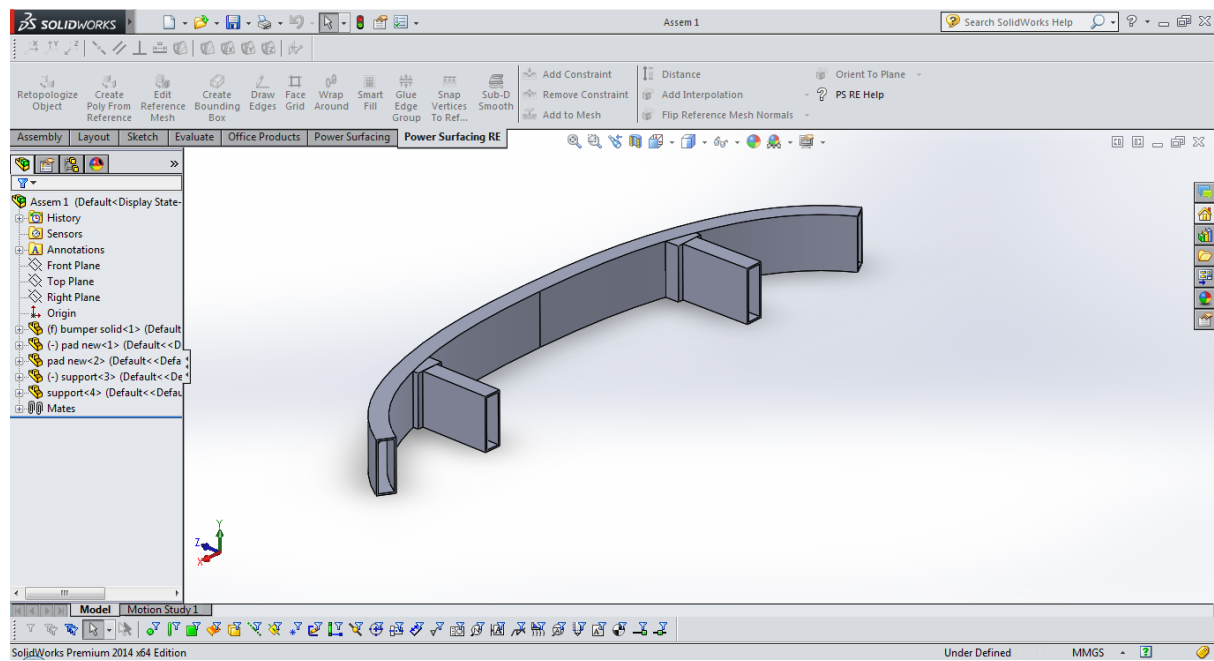 SOLIDWORKS
Assem 1
Search SolidWorks Help
Retopologize Object
Create Poly From Reference
Edit Reference Mesh
Create Bounding Box
Draw Edges
Face Grid
Wrap Around
Smart Fill
Glue Edge Group
Snap Vertices To Ref...
Sub-D Smooth
Add Constraint
Remove Constraint
Add to Mesh
Distance
Add Interpolation
Flip Reference Mesh Normals
Orient To Plane
PS RE Help
Assembly Layout Sketch Evaluate Office Products Power Surfacing Power Surfacing RE
Assem 1 (Default<Display State-
History
Sensors
Annotations
Front Plane
Top Plane
Right Plane
Origin
(f) bumper solid<1> (Default
(-) pad new<1> (Default<<D
pad new<2> (Default<<Defa
(-) support<3> (Default<<De
support<4> (Default<<Defau
Mates
Y
Z
X
Model Motion Study 1
SolidWorks Premium 2014 x64 Edition
Under Defined
MMGS